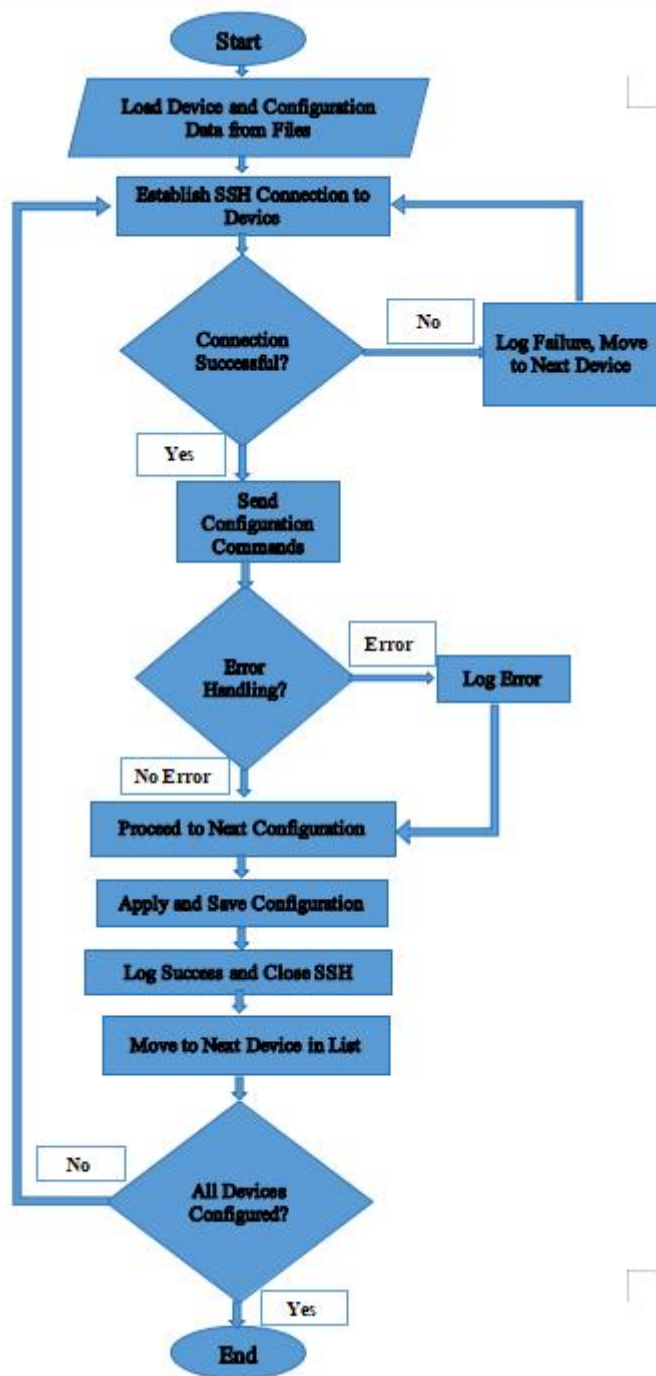 Start
Load Device and Configuration
Data from Files
Establish SSH Connection to
Device
Connection
Successful?
No
Log Failure, Move
to Next Device
Yes
Send
Configuration
Commands
Error
Handling?
Error
Log Error
No Error
Proceed to Next Configuration
Apply and Save Configuration
Log Success and Close SSH
Move to Next Device in List
No
All Devices
Configured?
Yes
End